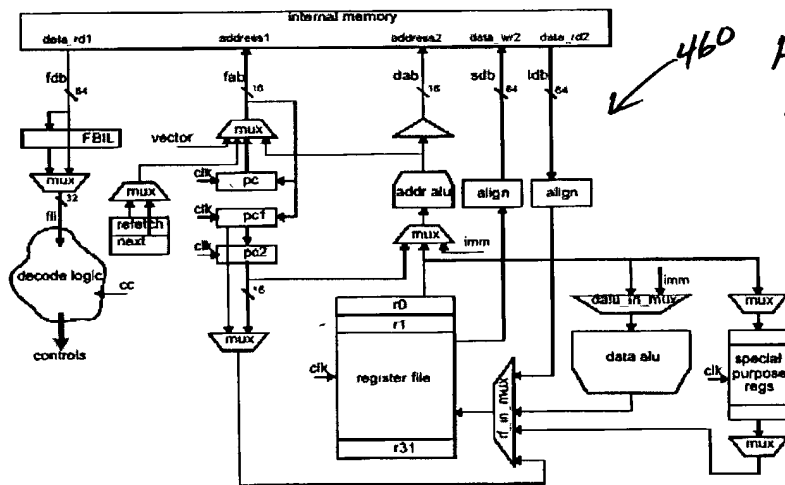 internal memory
data_rd1 address1 address2 data_wr2 data_rd2
fdb 64
fab 16
dab 16
sdb 64
ldb 64
460
FBIL
vector
mux
mux
mux
clk pc
addr alu
align
align
32
fli
refetch
next
clk pc1
mux
imm
clk pc2
decode logic
cc
16
imm
r0
dalu_in_mux
mux
controls
mux
r1
clk
register file
rf_in_mux
data alu
clk
special
purpose
regs
r31
mux